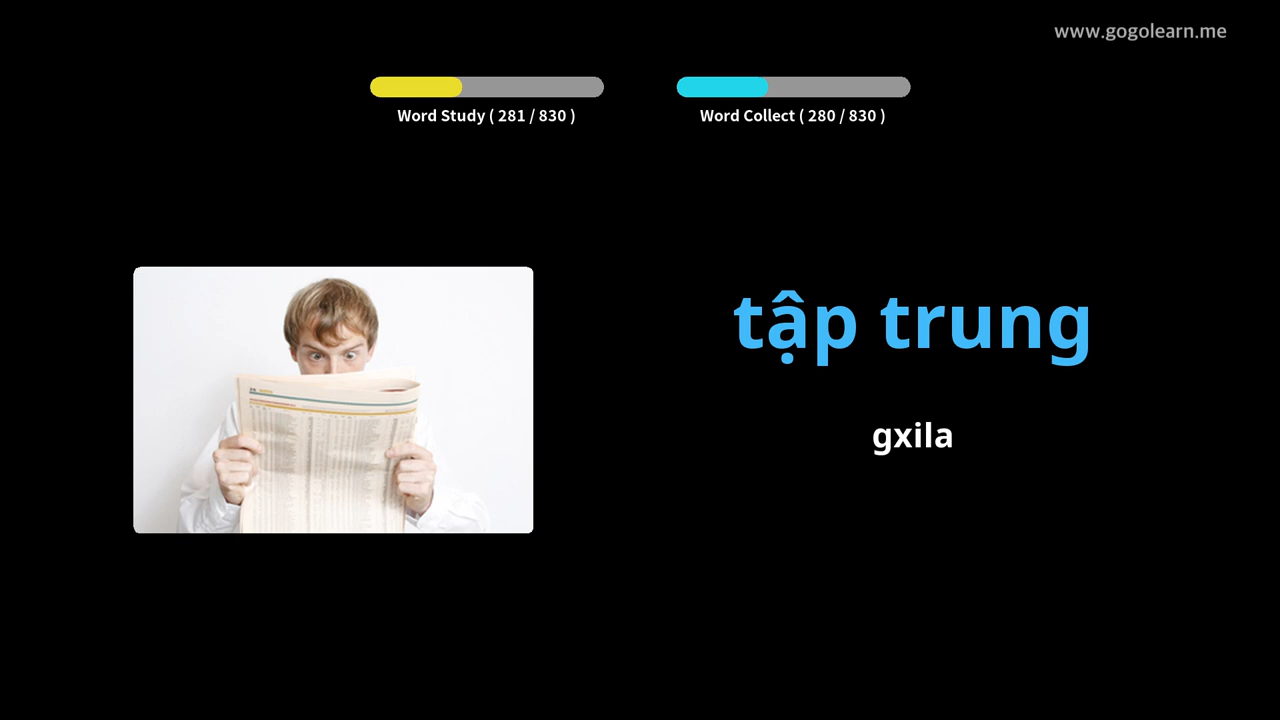 www.gogolearn.me
Word Study ( 281 / 830 )
Word Collect ( 280 / 830 )
tập trung
gxila